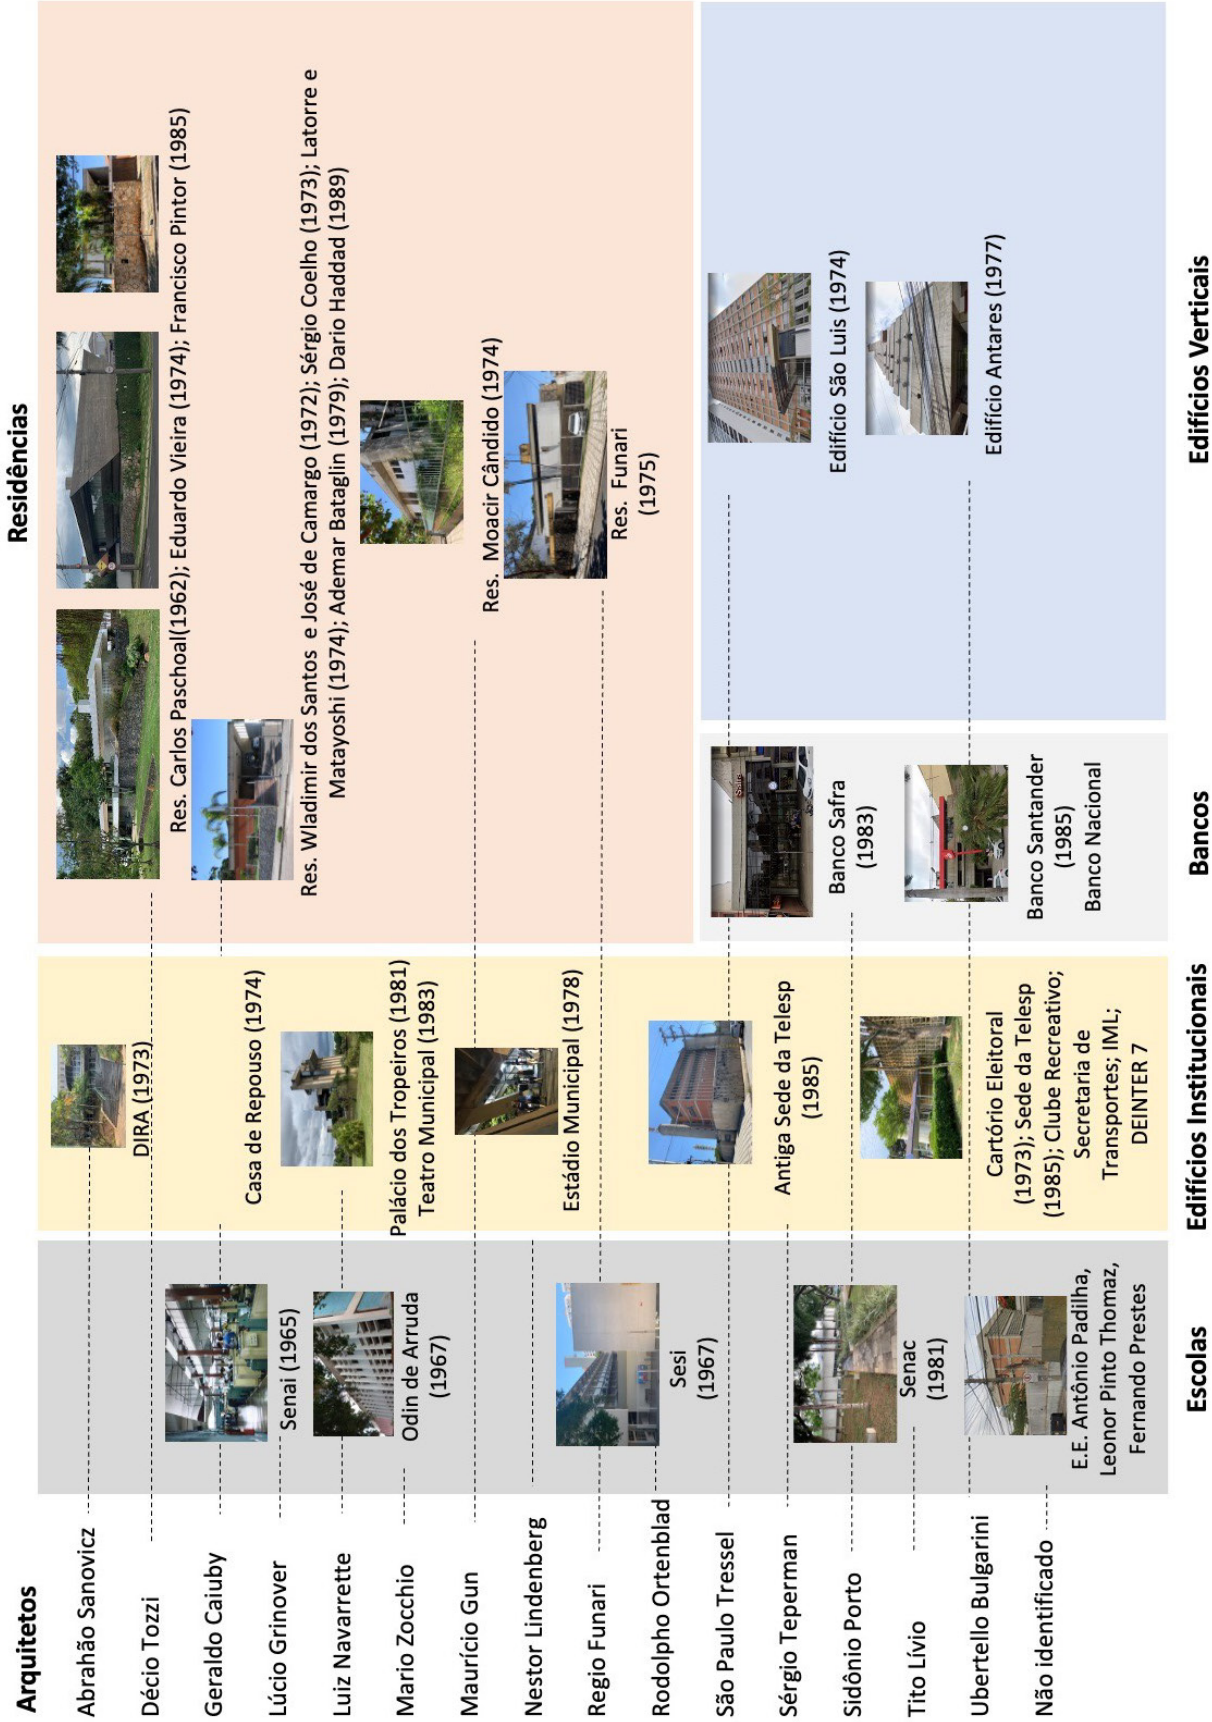 Arquitetos
Abrahão Sanovicz
Décio Tozzi
Geraldo Caiuby
Lúcio Grinover
Luiz Navarrette
Mario Zocchio
Maurício Gun
Nestor Lindenberg
Regio Funari
Rodolpho Ortenblad
São Paulo Tressel
Sérgio Teperman
Sidônio Porto
Tito Lívio
Ubertello Bulgarini
Não identificado
Senai (1965)
Odin de Arruda
(1967)
Sesi
(1967)
Senac
(1981)
E.E. Antônio Padilha,
Leonor Pinto Thomaz,
Fernando Prestes
Escolas
DIRA (1973)
Casa de Repouso (1974)
Palácio dos Tropeiros (1981)
Teatro Municipal (1983)
Estádio Municipal (1978)
Antiga Sede da Telesp
(1985)
Cartório Eleitoral
(1973); Sede da Telesp
(1985); Clube Recreativo;
Secretaria de
Transportes; IML;
DEINTER 7
Edifícios Institucionais
Residências
Res. Carlos Paschoal(1962); Eduardo Vieira (1974); Francisco Pintor (1985)
Res. Wladimir dos Santos e José de Camargo (1972); Sérgio Coelho (1973); Latorre e
Matayoshi (1974); Ademar Bataglin (1979); Dario Haddad (1989)
Res. Moacir Cândido (1974)
Res. Funari
(1975)
Safra
Banco Safra
(1983)
Banco Santander
(1985)
Banco Nacional
Bancos
Edifício São Luis (1974)
Edifício Antares (1977)
Edifícios Verticais